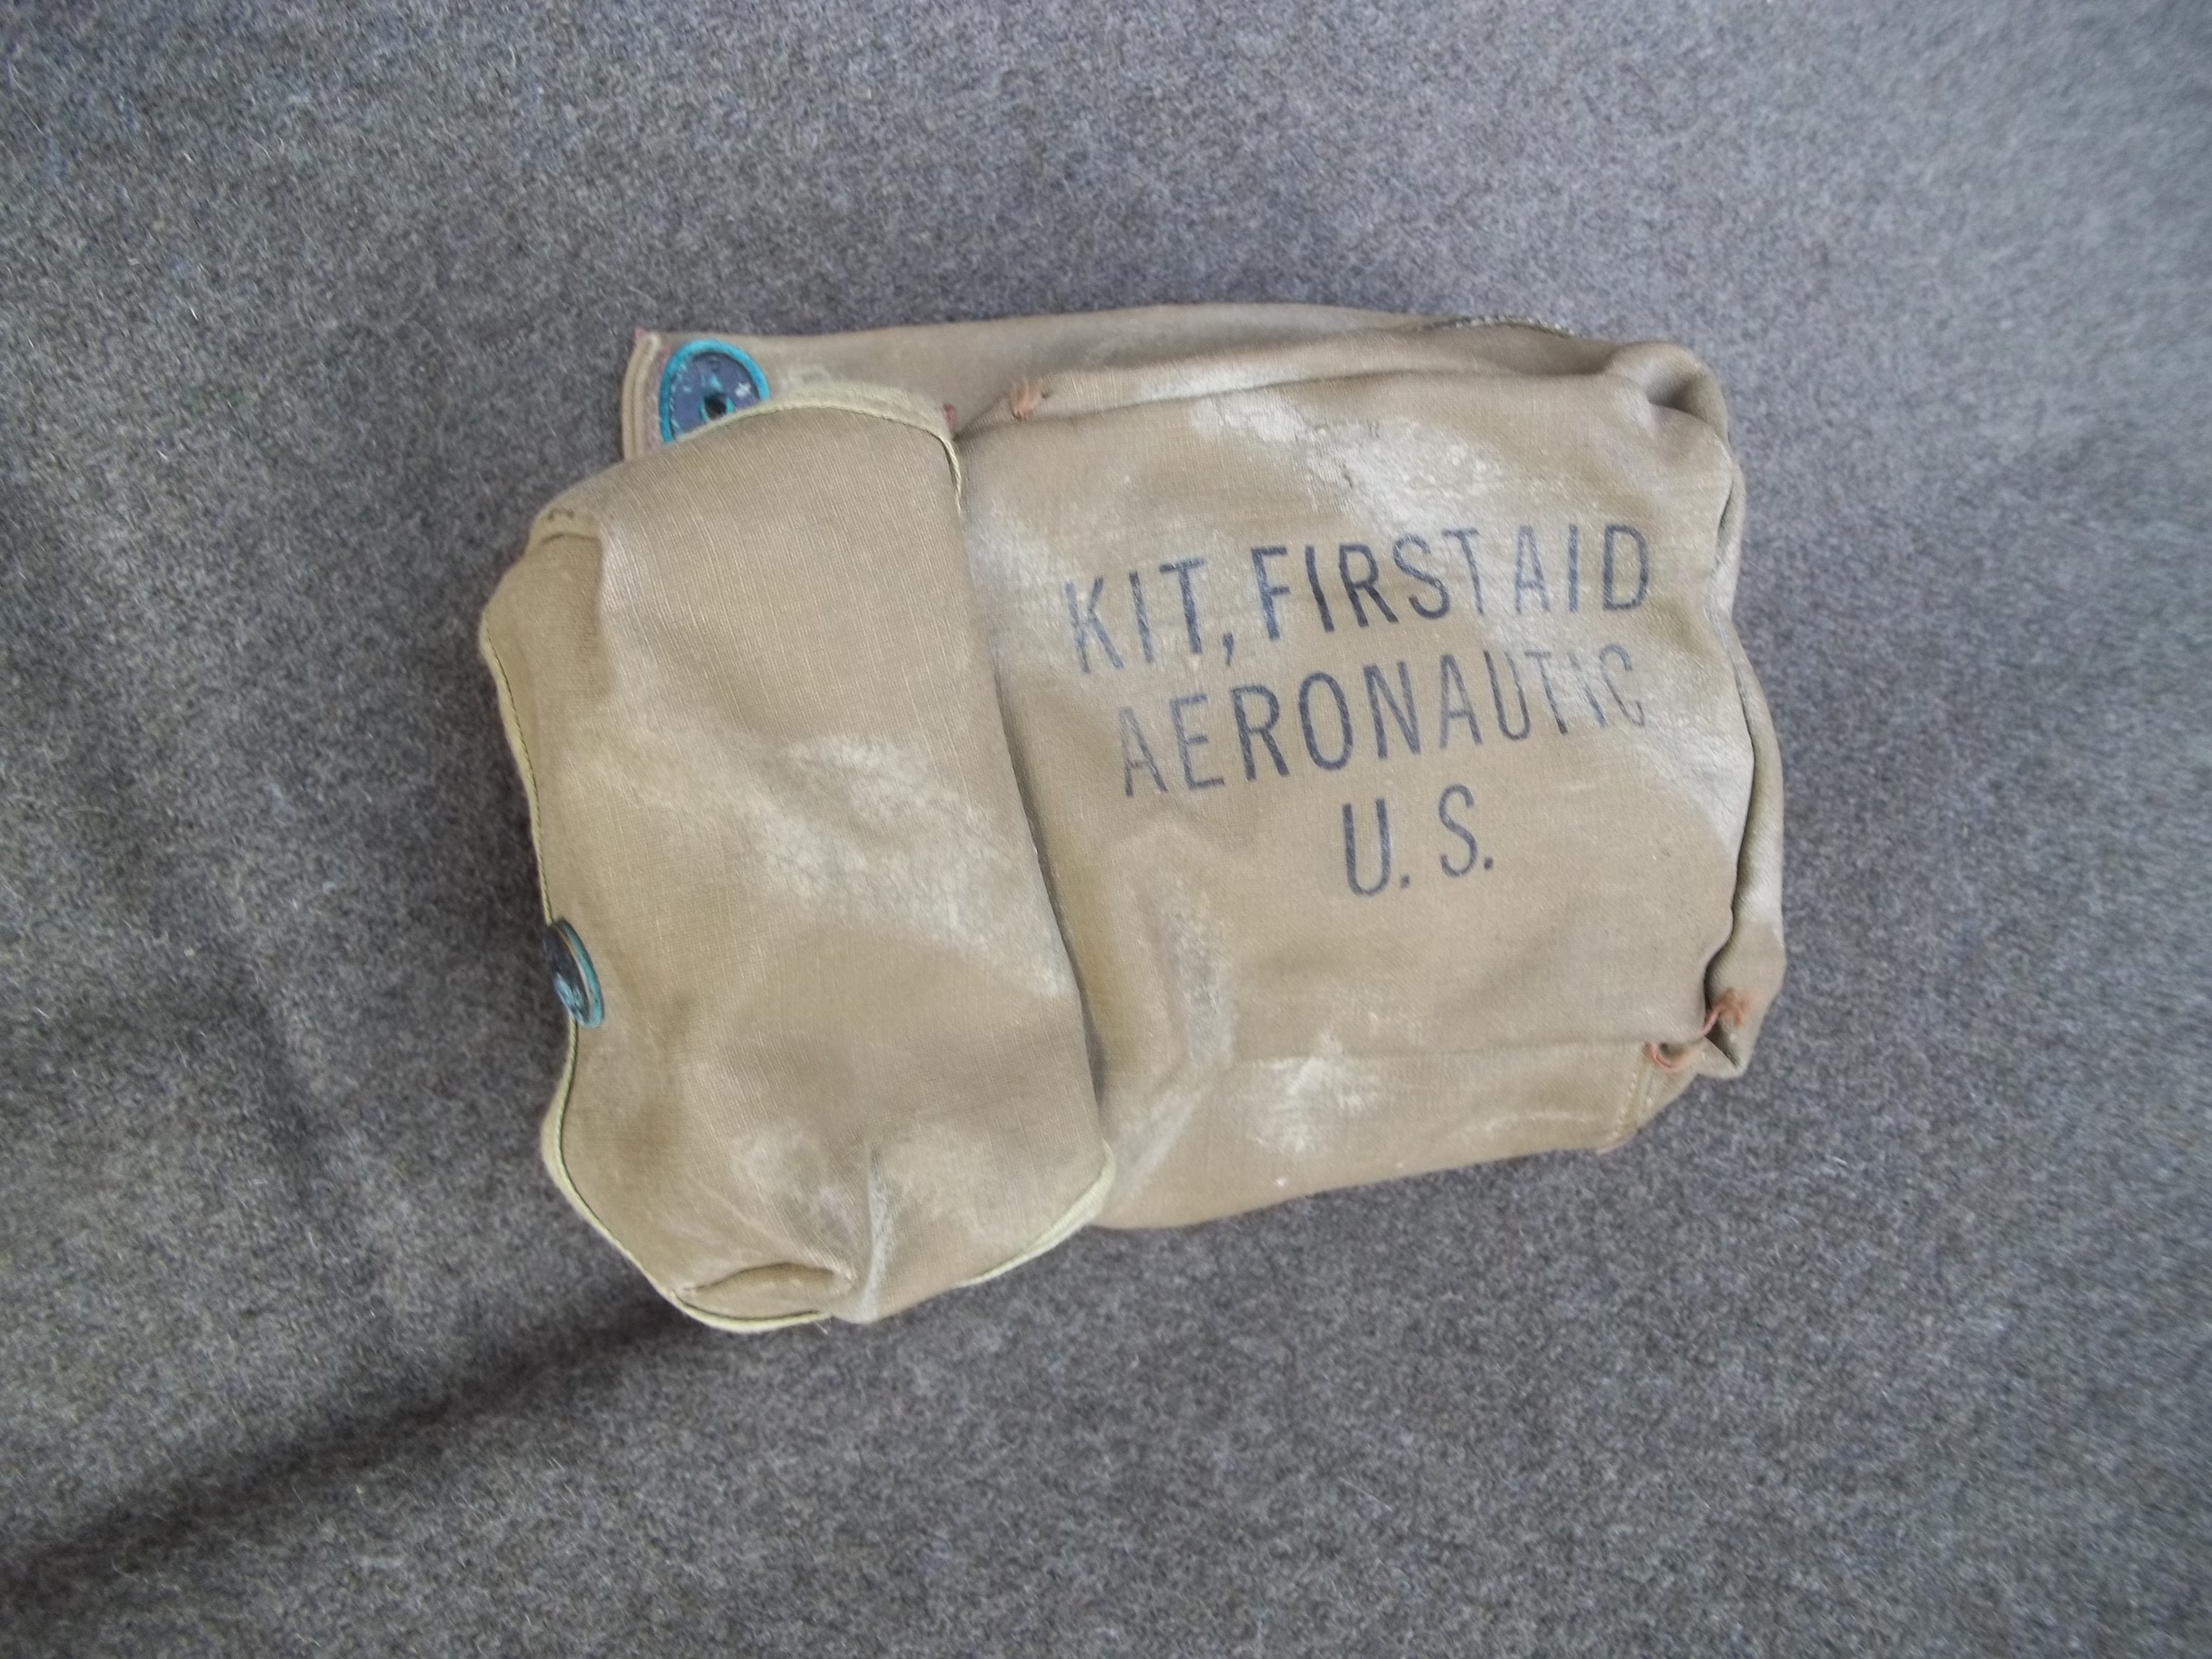 KIT, FIRST AID
AERONAUTIC
U. S.